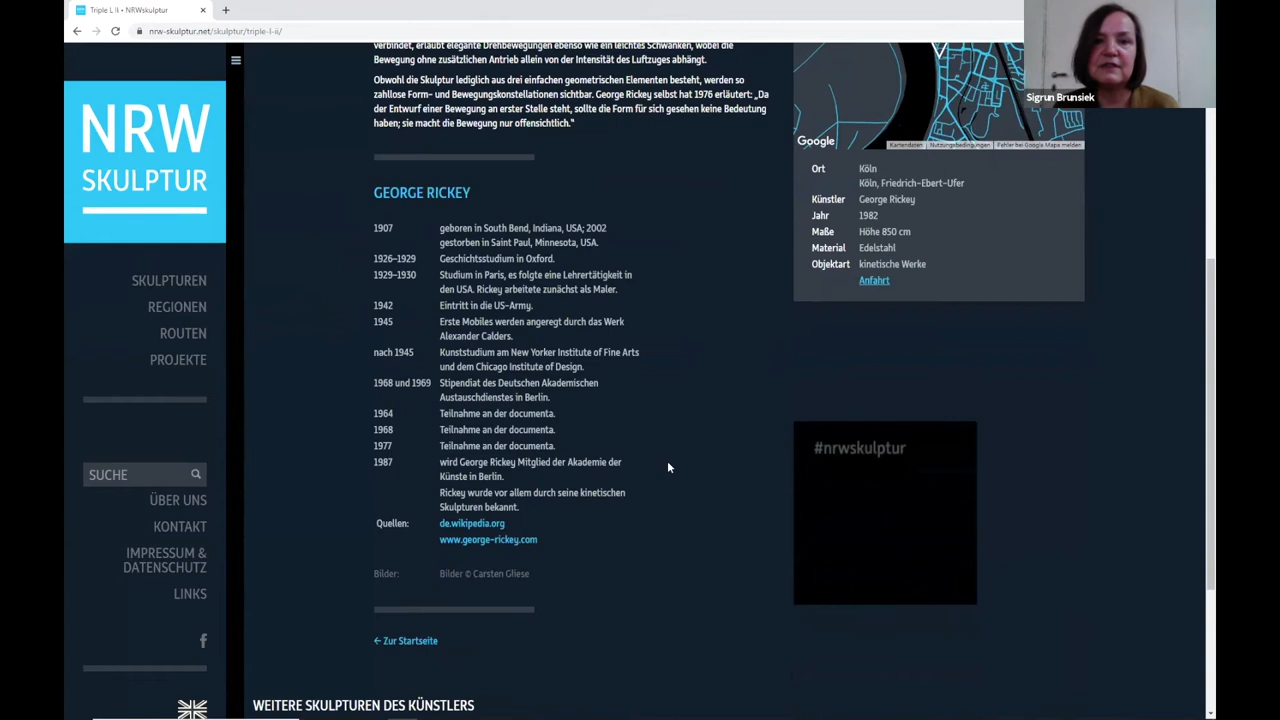 Triple L II • NRWskulptur
nrw-skulptur.net/skulptur/triple-l-ii/
Sigrun Brunsiek
NRW
SKULPTUR
SKULPTUREN
REGIONEN
ROUTEN
PROJEKTE
SUCHE
ÜBER UNS
KONTAKT
IMPRESSUM &
DATENSCHUTZ
LINKS
verbindet, erlaubt elegante Drehbewegungen ebenso wie ein leichtes Schwanken, wobei die
Bewegung ohne zusätzlichen Antrieb allein von der Intensität des Luftzuges abhängt.
Obwohl die Skulptur lediglich aus drei einfachen geometrischen Elementen besteht, werden so
zahllose Form- und Bewegungskonstellationen sichtbar. George Rickey selbst hat 1976 erläutert: „Da
der Entwurf einer Bewegung an erster Stelle steht, sollte die Form für sich gesehen keine Bedeutung
haben; sie macht die Bewegung nur offensichtlich.“
GEORGE RICKEY
1907 geboren in South Bend, Indiana, USA; 2002
gestorben in Saint Paul, Minnesota, USA.
1926–1929 Geschichtsstudium in Oxford.
1929–1930 Studium in Paris, es folgte eine Lehrertätigkeit in
den USA. Rickey arbeitete zunächst als Maler.
1942 Eintritt in die US-Army.
1945 Erste Mobiles werden angeregt durch das Werk
Alexander Calders.
nach 1945 Kunststudium am New Yorker Institute of Fine Arts
und dem Chicago Institute of Design.
1968 und 1969 Stipendiat des Deutschen Akademischen
Austauschdienstes in Berlin.
1964 Teilnahme an der documenta.
1968 Teilnahme an der documenta.
1977 Teilnahme an der documenta.
1987 wird George Rickey Mitglied der Akademie der
Künste in Berlin.
Rickey wurde vor allem durch seine kinetischen
Skulpturen bekannt.
Quellen: de.wikipedia.org
www.george-rickey.com
Bilder: Bilder © Carsten Gliese
← Zur Startseite
WEITERE SKULPTUREN DES KÜNSTLERS
Google
Kartendaten Nutzungsbedingungen Fehler bei Google Maps melden
Ort Köln
Köln, Friedrich-Ebert-Ufer
Künstler George Rickey
Jahr 1982
Maße Höhe 850 cm
Material Edelstahl
Objektart kinetische Werke
Anfahrt
#nrwskulptur